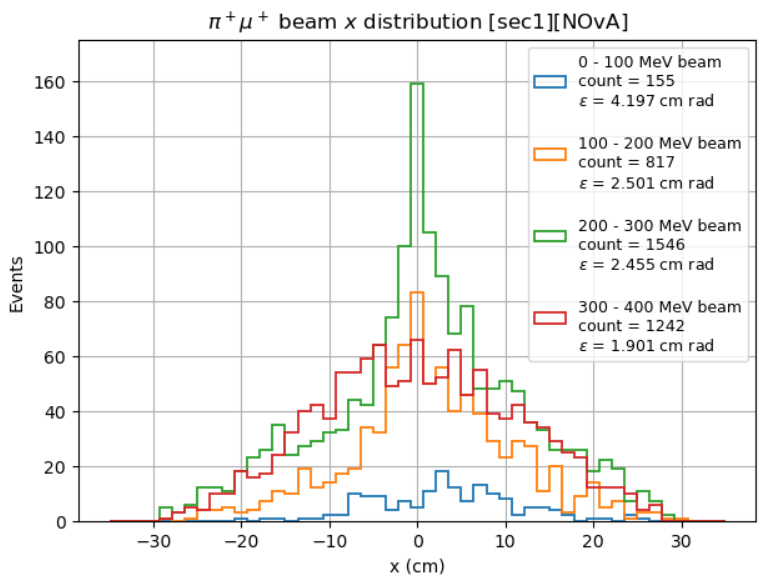 π⁺μ⁺ beam x distribution [sec1][NOvA]
0 - 100 MeV beam
count = 155
ε = 4.197 cm rad
100 - 200 MeV beam
count = 817
ε = 2.501 cm rad
200 - 300 MeV beam
count = 1546
ε = 2.455 cm rad
300 - 400 MeV beam
count = 1242
ε = 1.901 cm rad
Events
160
140
120
100
80
60
40
20
0
−30 −20 −10 0 10 20 30
x (cm)